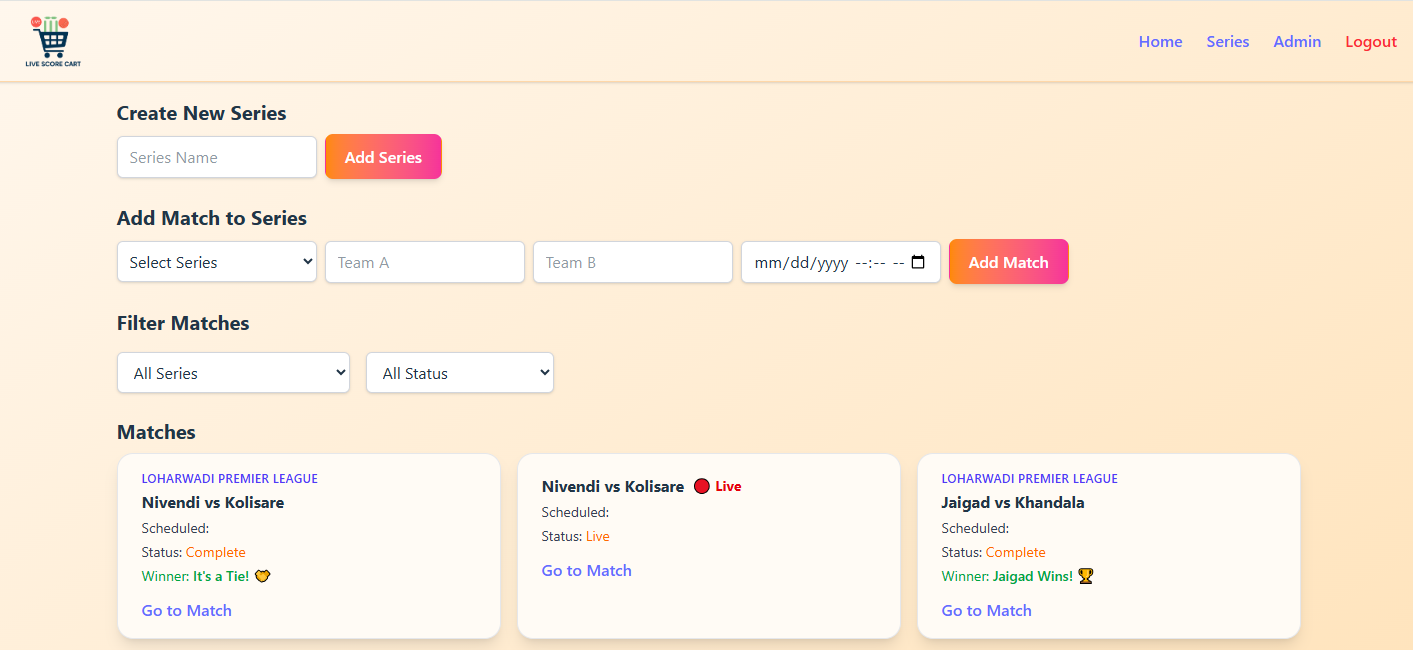 LIVE
LIVE SCORE CART
Home Series Admin Logout
Create New Series
Series Name Add Series
Add Match to Series
Select Series Team A Team B mm/dd/yyyy --:-- -- Add Match
Filter Matches
All Series All Status
Matches
LOHARWADI PREMIER LEAGUE
Nivendi vs Kolisare
Scheduled:
Status: Complete
Winner: It's a Tie! 🤝
Go to Match
Nivendi vs Kolisare 🔴 Live
Scheduled:
Status: Live
Go to Match
LOHARWADI PREMIER LEAGUE
Jaigad vs Khandala
Scheduled:
Status: Complete
Winner: Jaigad Wins! 🏆
Go to Match